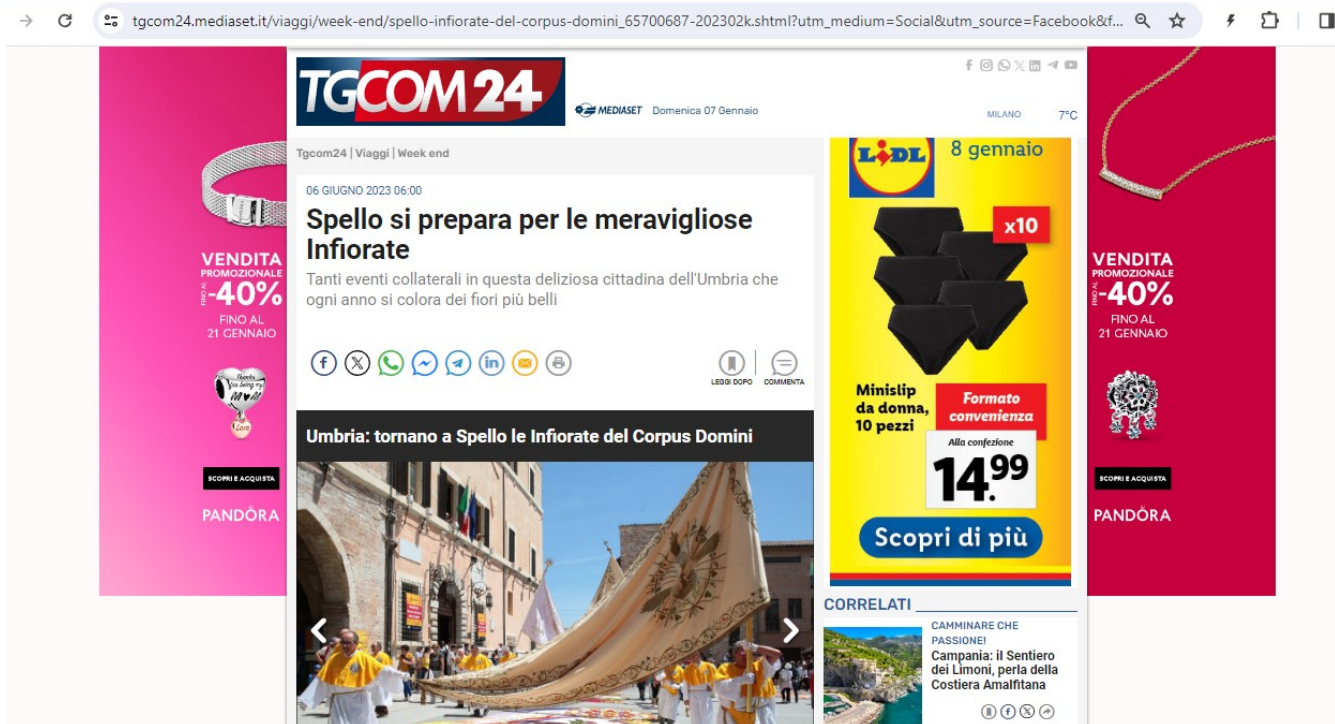 tgcom24.mediaset.it/viaggi/week-end/spello-infiorate-del-corpus-domini_65700687-202302k.shtml?utm_medium=Social&utm_source=Facebook&f...
TGCOM24
MEDIASET Domenica 07 Gennaio
MILANO 7°C
Tgcom24 | Viaggi | Week end
06 GIUGNO 2023 06:00
Spello si prepara per le meravigliose
Infiorate
Tanti eventi collaterali in questa deliziosa cittadina dell'Umbria che
ogni anno si colora dei fiori più belli
LEGGI DOPO COMMENTA
Umbria: tornano a Spello le Infiorate del Corpus Domini
VENDITA
PROMOZIONALE
FINO AL
-40%
FINO AL
21 GENNAIO
SCOPRI E ACQUISTA
PANDÖRA
LIDL
8 gennaio
x10
Minislip
da donna,
10 pezzi
Formato
convenienza
Alla confezione
14.99
Scopri di più
VENDITA
PROMOZIONALE
FINO AL
-40%
FINO AL
21 GENNAIO
SCOPRI E ACQUISTA
PANDÖRA
CORRELATI
CAMMINARE CHE
PASSIONE!
Campania: il Sentiero
dei Limoni, perla della
Costiera Amalfitana